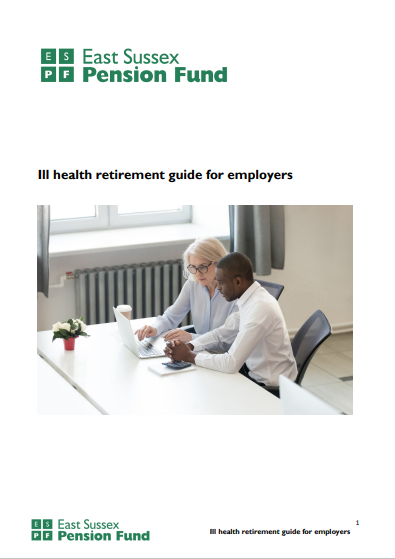 E S East Sussex
P F Pension Fund
Ill health retirement guide for employers
1
E S East Sussex
P F Pension Fund
Ill health retirement guide for employers